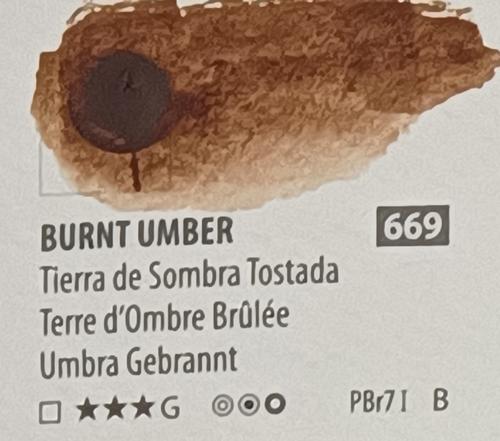 BURNT UMBER 669
Tierra de Sombra Tostada
Terre d'Ombre Brûlée
Umbra Gebrannt
□ ★★★G ◎◉○ PBr7 I B